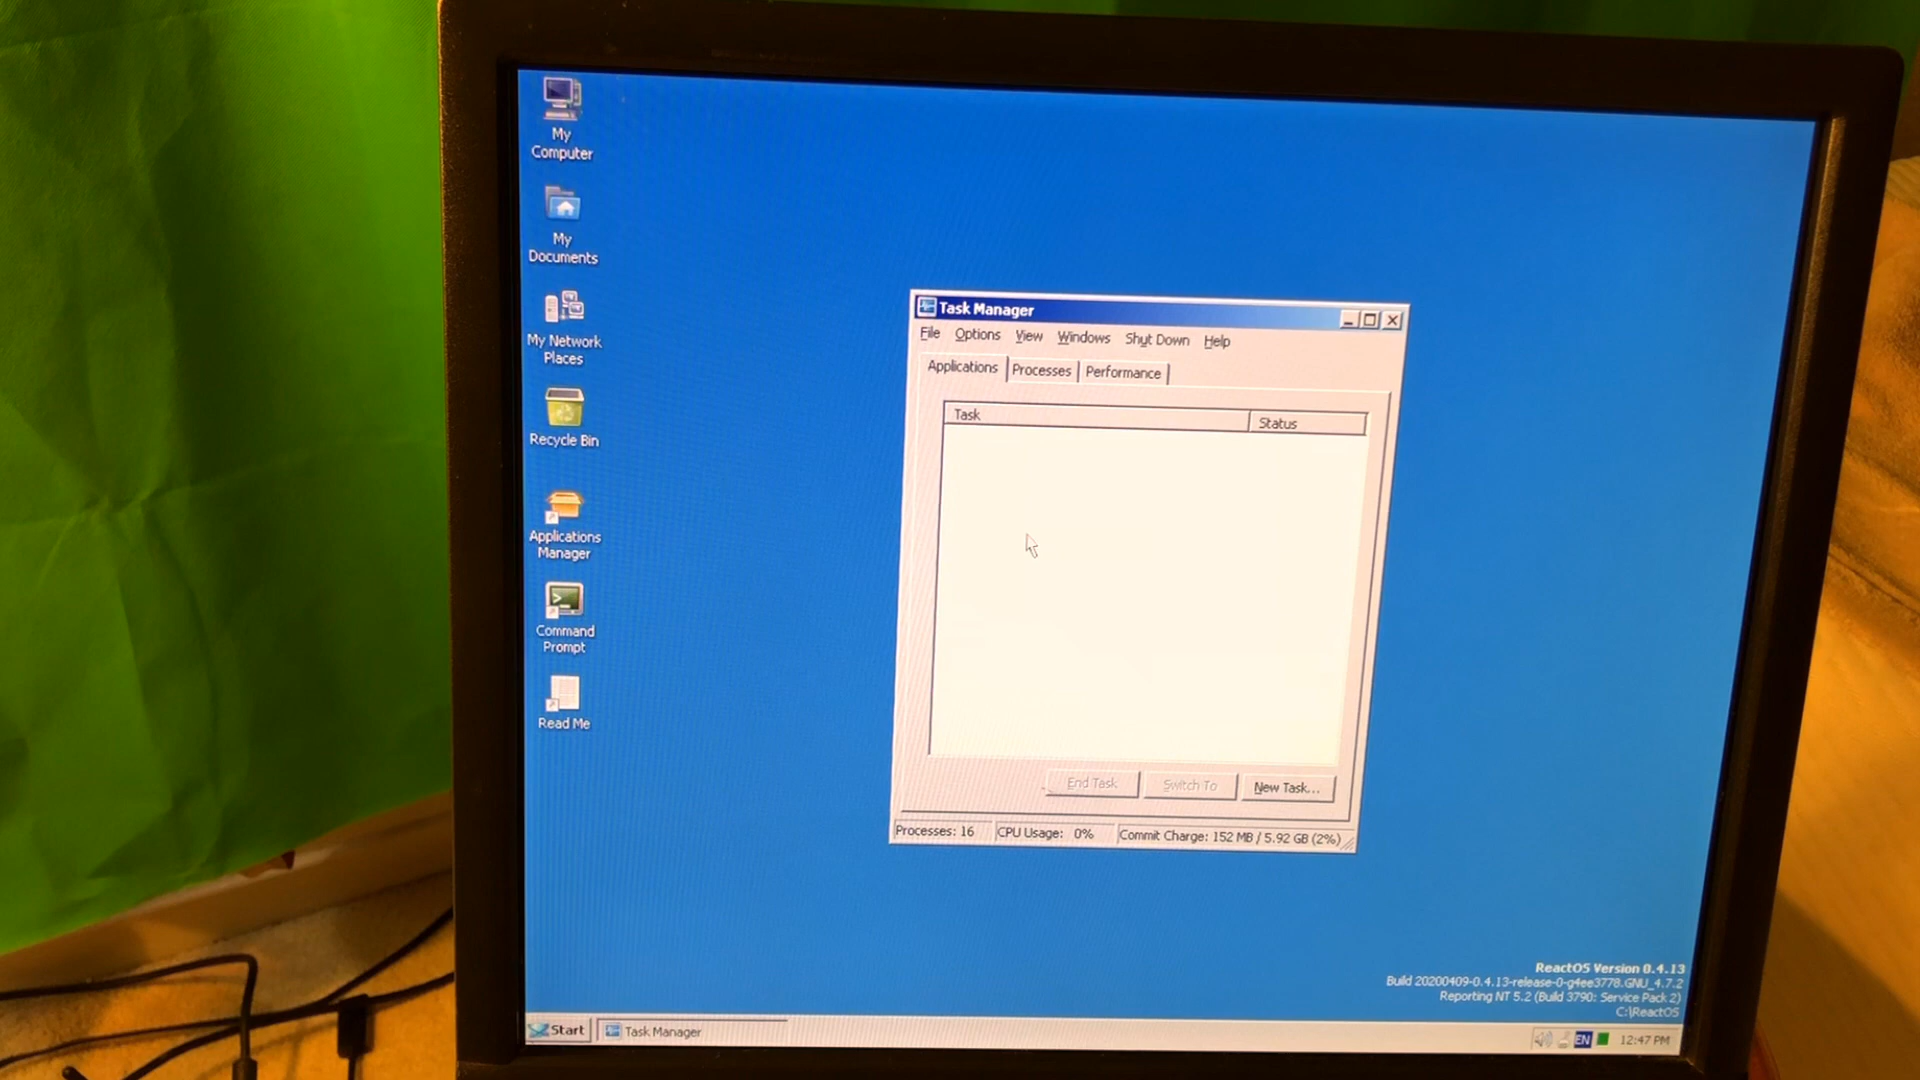 My
Computer
My
Documents
My Network
Places
Recycle Bin
Applications
Manager
Command
Prompt
Read Me
Task Manager
File Options View Windows Shut Down Help
Applications Processes Performance
Task Status
End Task Switch To New Task...
Processes: 16 CPU Usage: 0% Commit Charge: 152 MB / 5.92 GB (2%)
ReactOS Version 0.4.13
Build 20200409-0.4.13-release-0-g4ee3778.GNU_4.7.2
Reporting NT 5.2 (Build 3790: Service Pack 2)
C:\ReactOS
Start Task Manager EN 12:47 PM